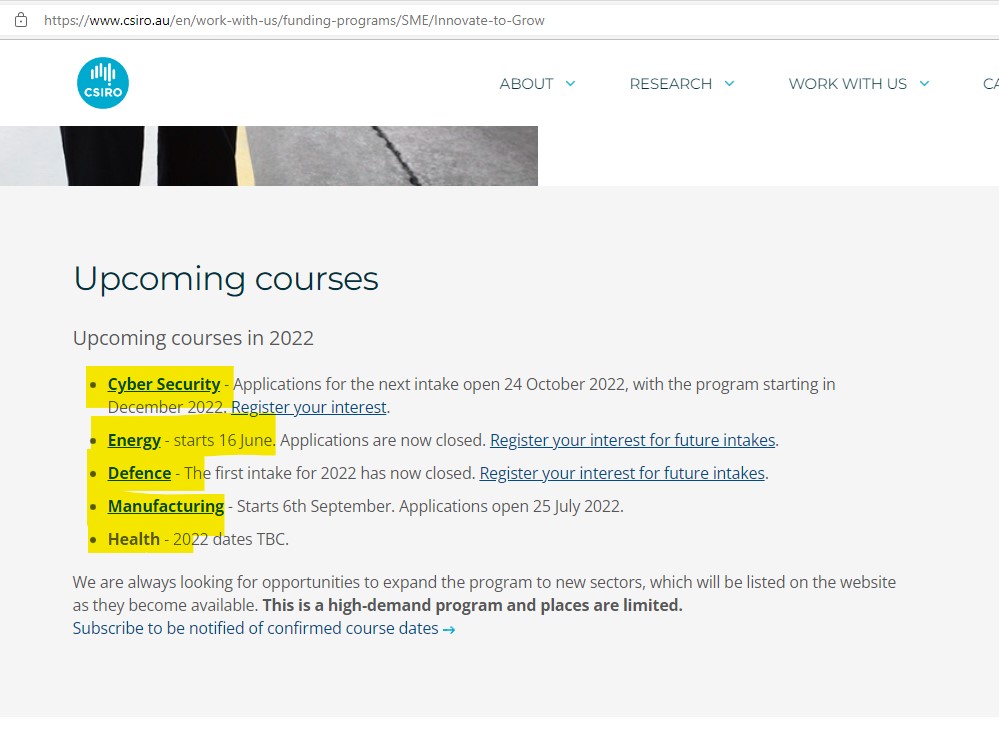 https://www.csiro.au/en/work-with-us/funding-programs/SME/Innovate-to-Grow
CSIRO
ABOUT
RESEARCH
WORK WITH US
CA
Upcoming courses
Upcoming courses in 2022
Cyber Security - Applications for the next intake open 24 October 2022, with the program starting in
December 2022. Register your interest.
Energy - starts 16 June. Applications are now closed. Register your interest for future intakes.
Defence - The first intake for 2022 has now closed. Register your interest for future intakes.
Manufacturing - Starts 6th September. Applications open 25 July 2022.
Health - 2022 dates TBC.
We are always looking for opportunities to expand the program to new sectors, which will be listed on the website
as they become available. This is a high-demand program and places are limited.
Subscribe to be notified of confirmed course dates →